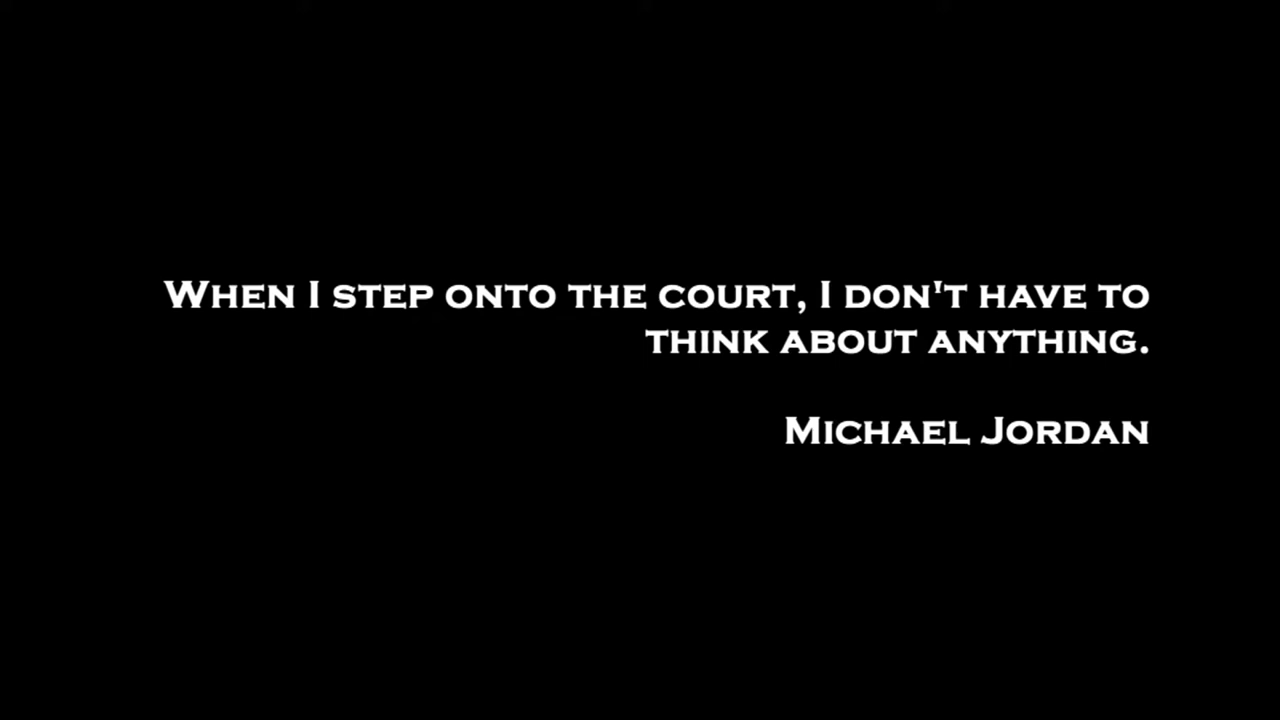 When I step onto the court, I don't have to
think about anything.
Michael Jordan